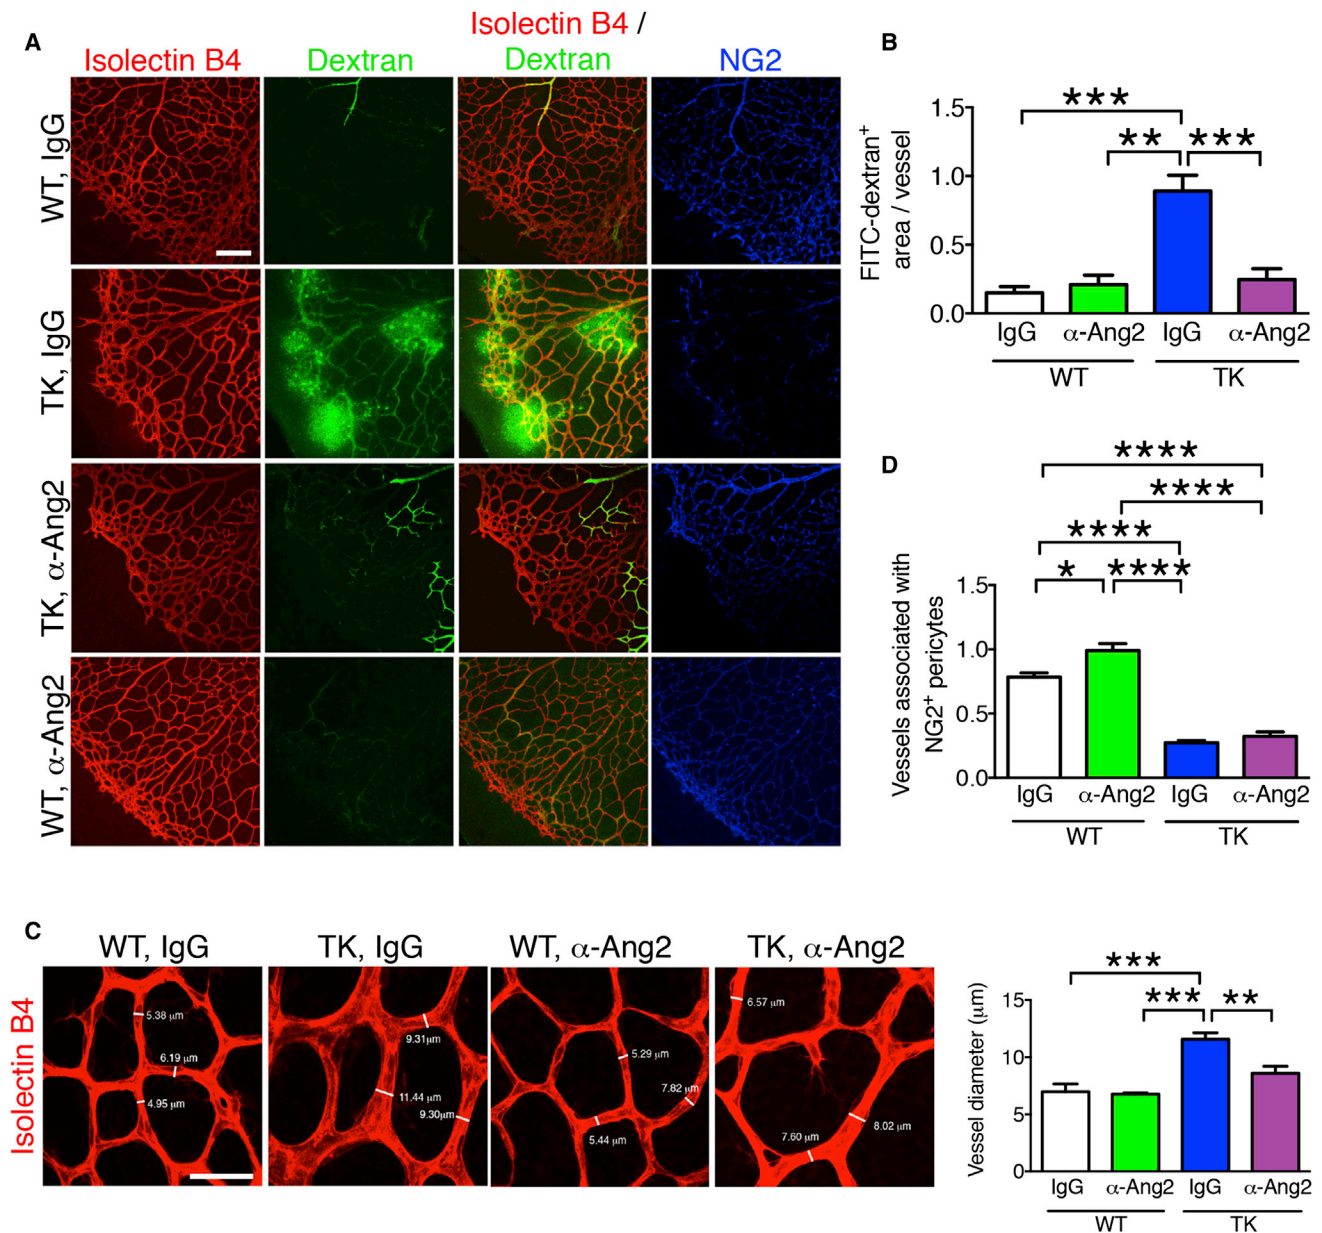 A
Isolectin B4
Dextran
Isolectin B4 /
Dextran
NG2
WT, IgG
TK, IgG
TK, α-Ang2
WT, α-Ang2
B
FITC-dextran⁺
area / vessel
1.5
1.0
0.5
0.0
***
** ***
IgG α-Ang2 IgG α-Ang2
WT TK
D
Vessels associated with
NG2⁺ pericytes
****
****
****
* ****
1.5
1.0
0.5
0.0
IgG α-Ang2 IgG α-Ang2
WT TK
C
WT, IgG
TK, IgG
WT, α-Ang2
TK, α-Ang2
Isolectin B4
5.38 μm
6.19 μm
4.95 μm
9.31μm
11.44 μm
9.30μm
5.29 μm
7.82 μm
5.44 μm
6.57 μm
8.02 μm
7.60 μm
Vessel diameter (μm)
***
*** **
15
10
5
0
IgG α-Ang2 IgG α-Ang2
WT TK